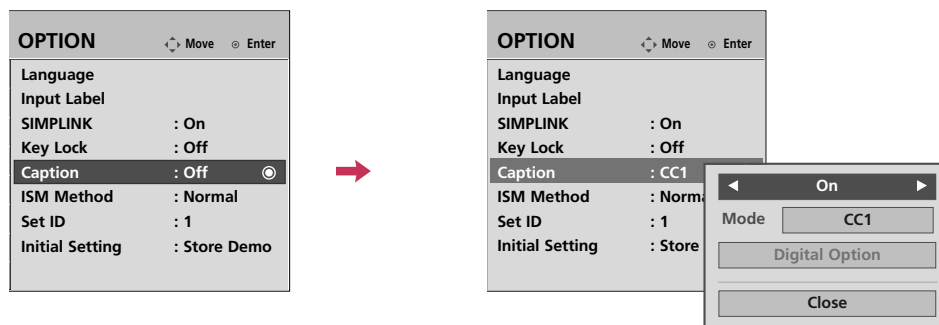 OPTION Move Enter
Language
Input Label
SIMPLINK : On
Key Lock : Off
Caption : Off
ISM Method : Normal
Set ID : 1
Initial Setting : Store Demo
OPTION Move Enter
Language
Input Label
SIMPLINK : On
Key Lock : Off
Caption : CC1
ISM Method : Norma
Set ID : 1
Initial Setting : Store
On
Mode CC1
Digital Option
Close